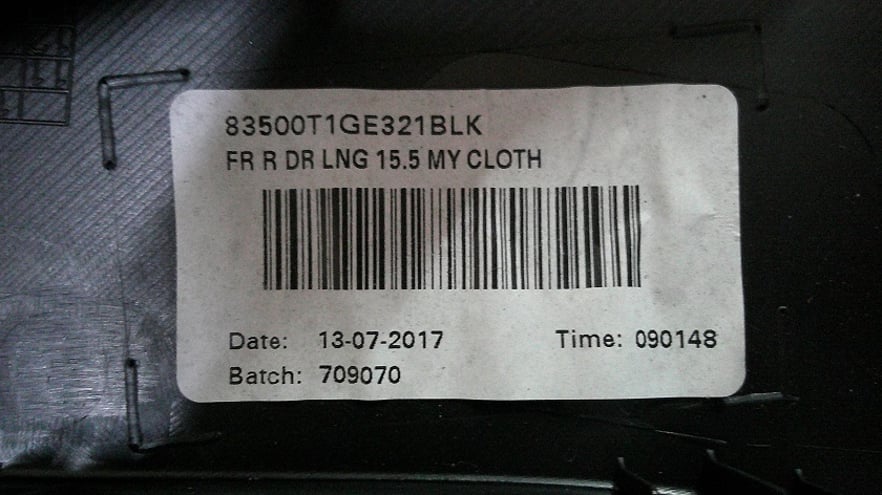 83500T1GE321BLK
FR R DR LNG 15.5 MY CLOTH
Date: 13-07-2017 Time: 090148
Batch: 709070